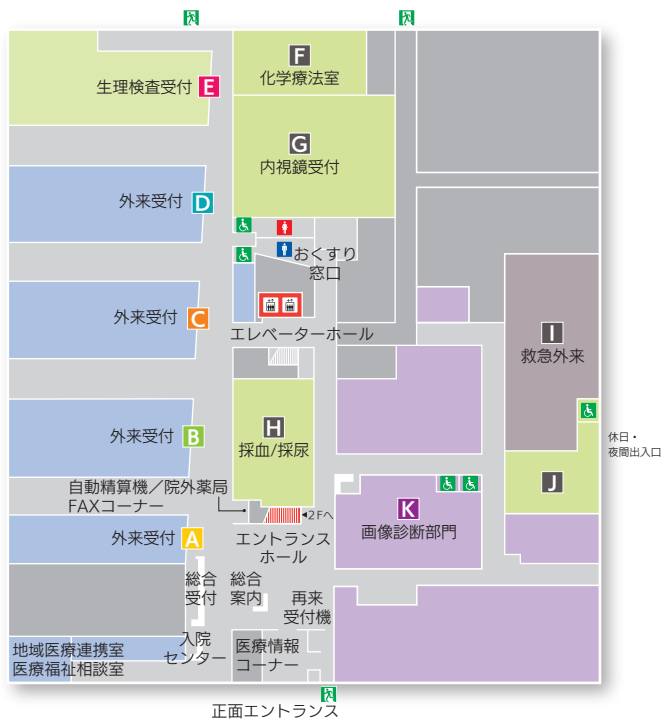 F
化学療法室
生理検査受付 E
G
内視鏡受付
外来受付 D
おくすり
窓口
外来受付 C
エレベーターホール
I
救急外来
H
採血/採尿
外来受付 B
休日・
夜間出入口
自動精算機／院外薬局
FAXコーナー
J
K
画像診断部門
◀2Fへ
外来受付 A
エントランス
ホール
総合
受付
総合
案内
再来
受付機
入院
センター
医療情報
コーナー
地域医療連携室
医療福祉相談室
正面エントランス